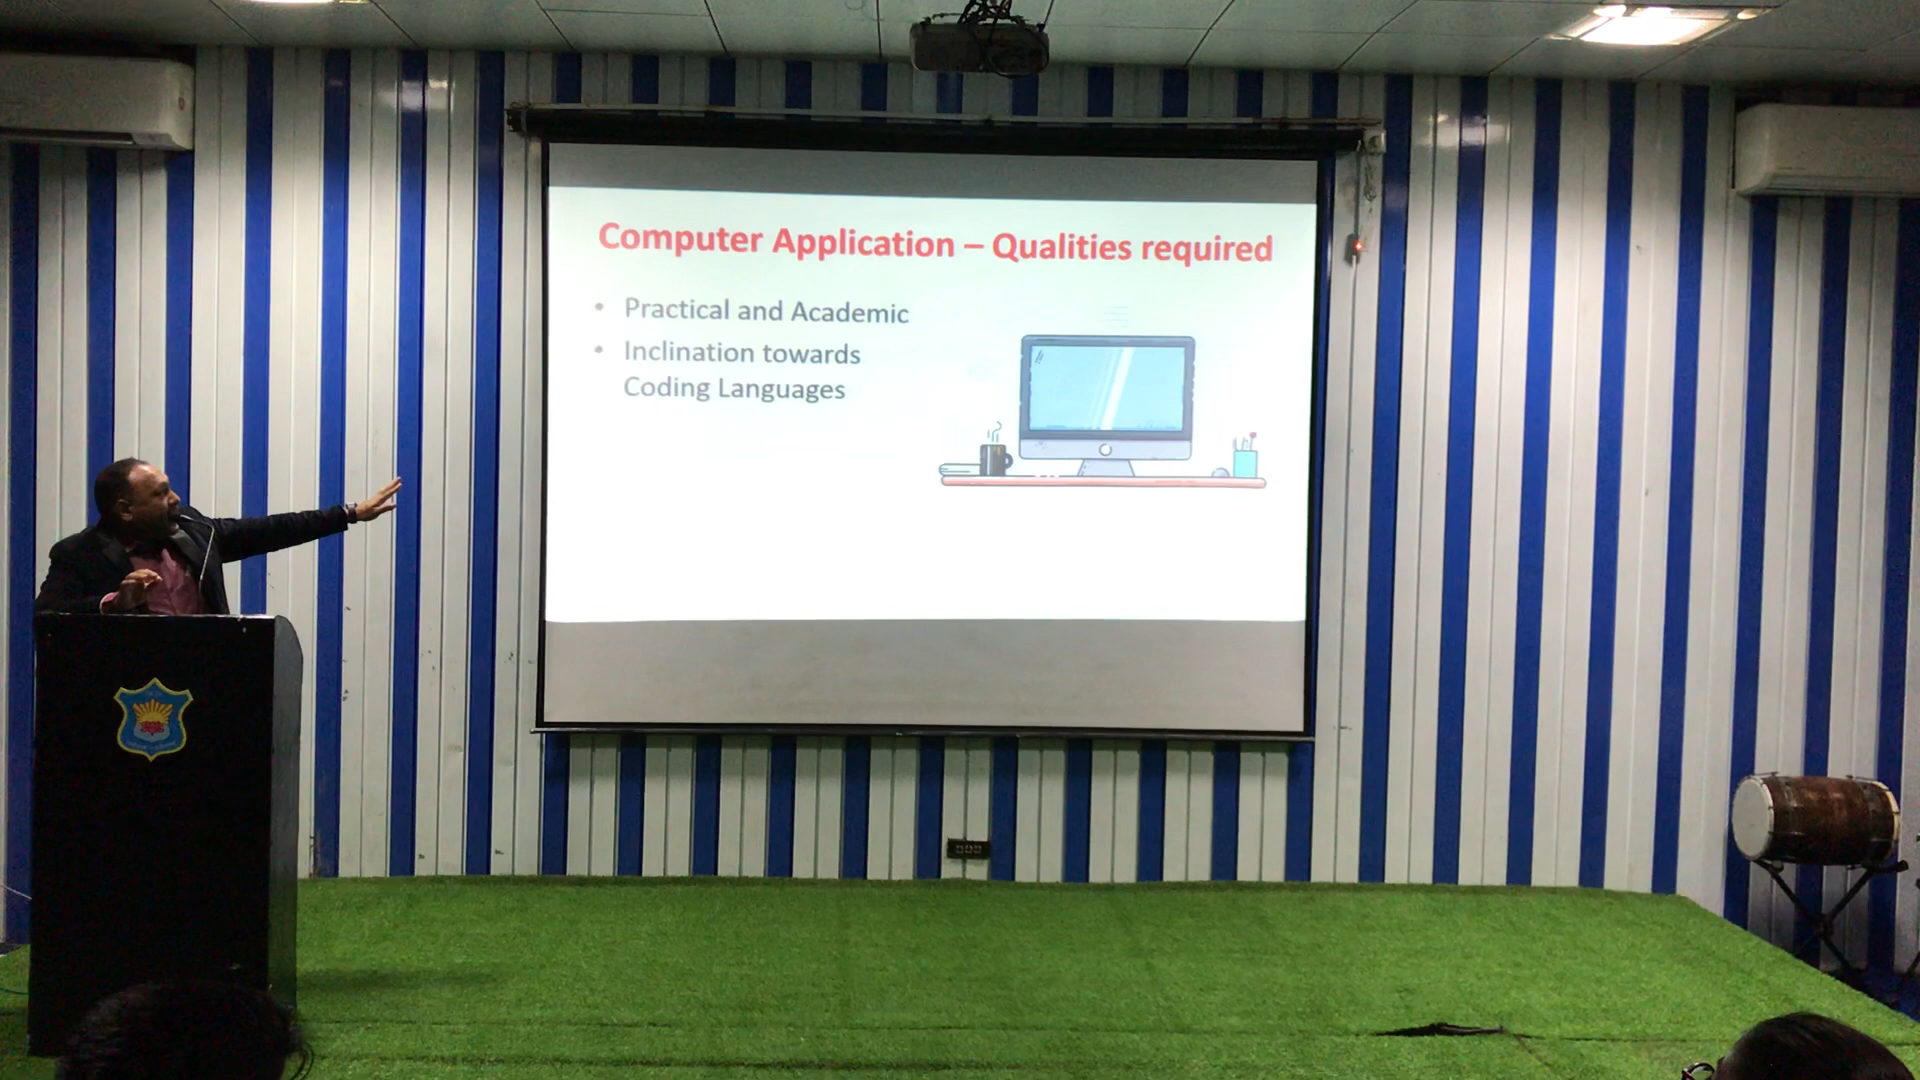 Computer Application – Qualities required
• Practical and Academic
• Inclination towards
Coding Languages